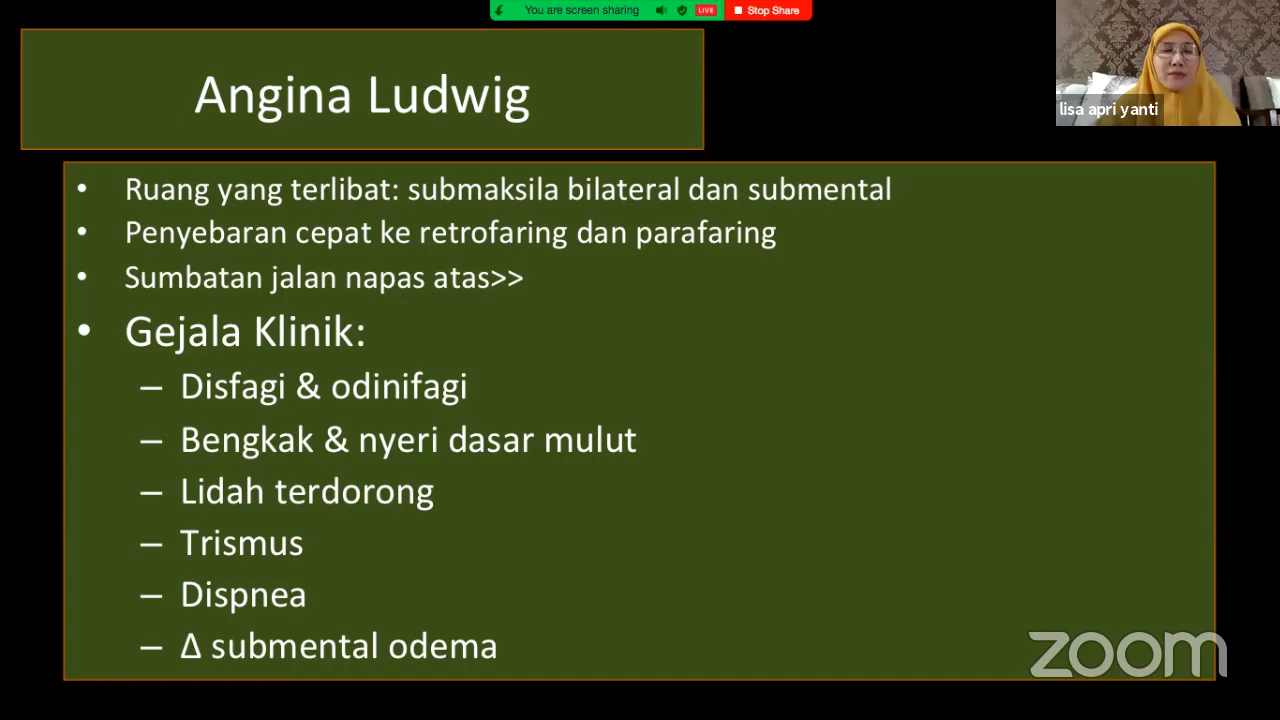 You are screen sharing
LIVE
Stop Share
Angina Ludwig
lisa apri yanti
• Ruang yang terlibat: submaksila bilateral dan submental
• Penyebaran cepat ke retrofaring dan parafaring
• Sumbatan jalan napas atas>>
• Gejala Klinik:
– Disfagi & odinifagi
– Bengkak & nyeri dasar mulut
– Lidah terdorong
– Trismus
– Dispnea
– Δ submental odema
zoom